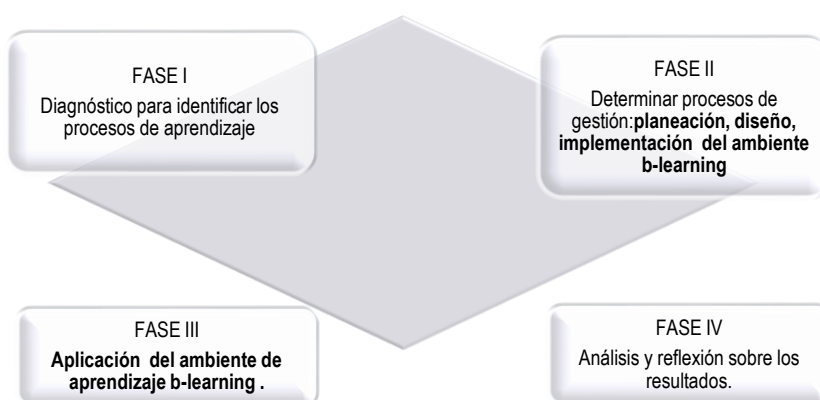 FASE I
Diagnóstico para identificar los
procesos de aprendizaje
FASE II
Determinar procesos de
gestión:planeación, diseño,
implementación del ambiente
b-learning
FASE III
Aplicación del ambiente de
aprendizaje b-learning .
FASE IV
Análisis y reflexión sobre los
resultados.